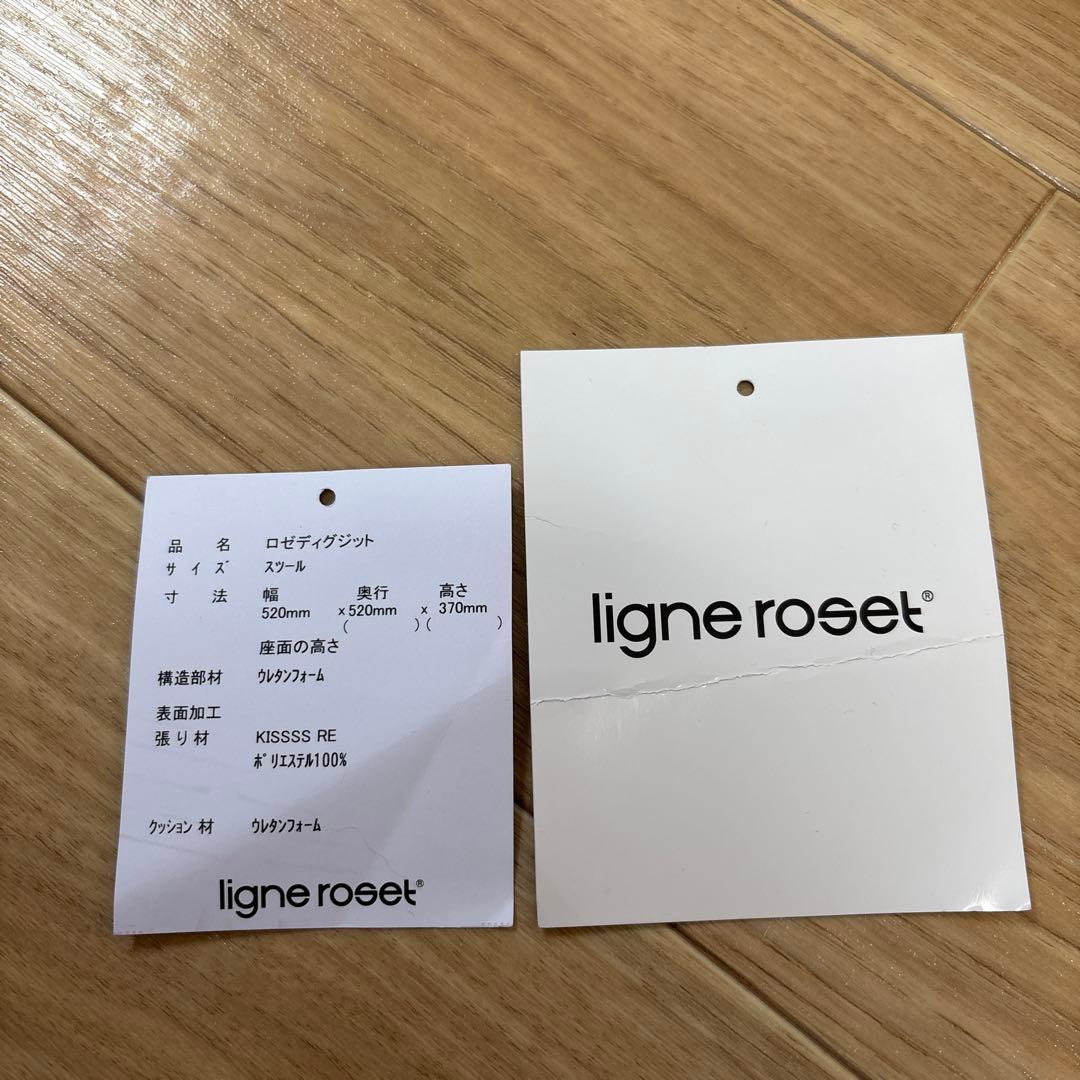 品 名 ロゼディグジット
サ イ ズ スツール
寸 法 幅 奥行 高さ
520mm x 520mm x 370mm
( )( )
座面の高さ
構造部材 ウレタンフォーム
表面加工
張り材 KISSSS RE
ポリエステル100%
クッション材 ウレタンフォーム
ligne roset®
ligne roset®